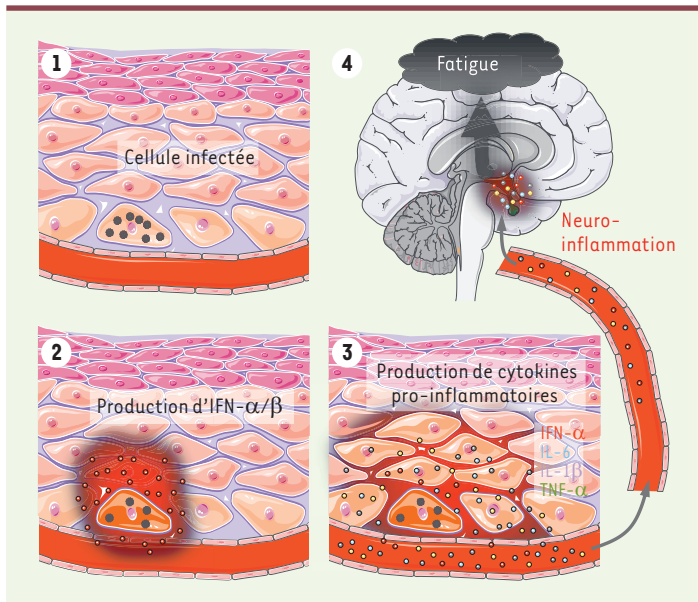 1
Cellule infectée
2
Production d'IFN-α/β
3
Production de cytokines
pro-inflammatoires
IFN-α
IL-6
IL-1β
TNF-α
4
Fatigue
Neuro-
inflammation